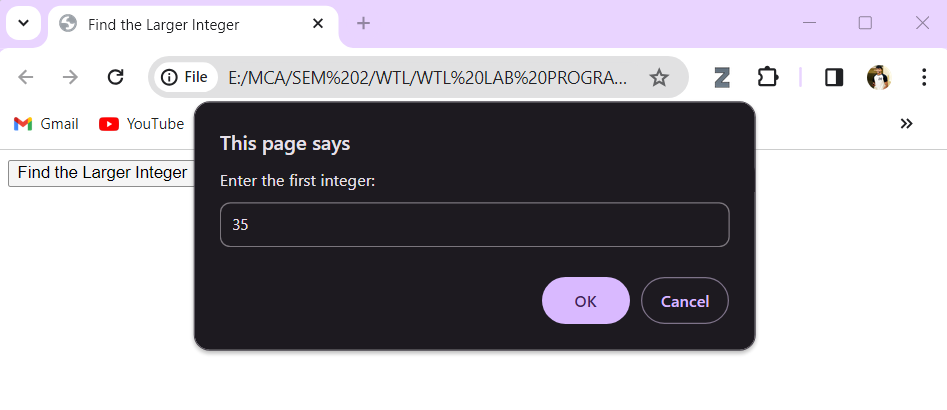 Find the Larger Integer
File E:/MCA/SEM%202/WTL/WTL%20LAB%20PROGRA...
Gmail YouTube
Find the Larger Integer
This page says
Enter the first integer:
35
OK Cancel